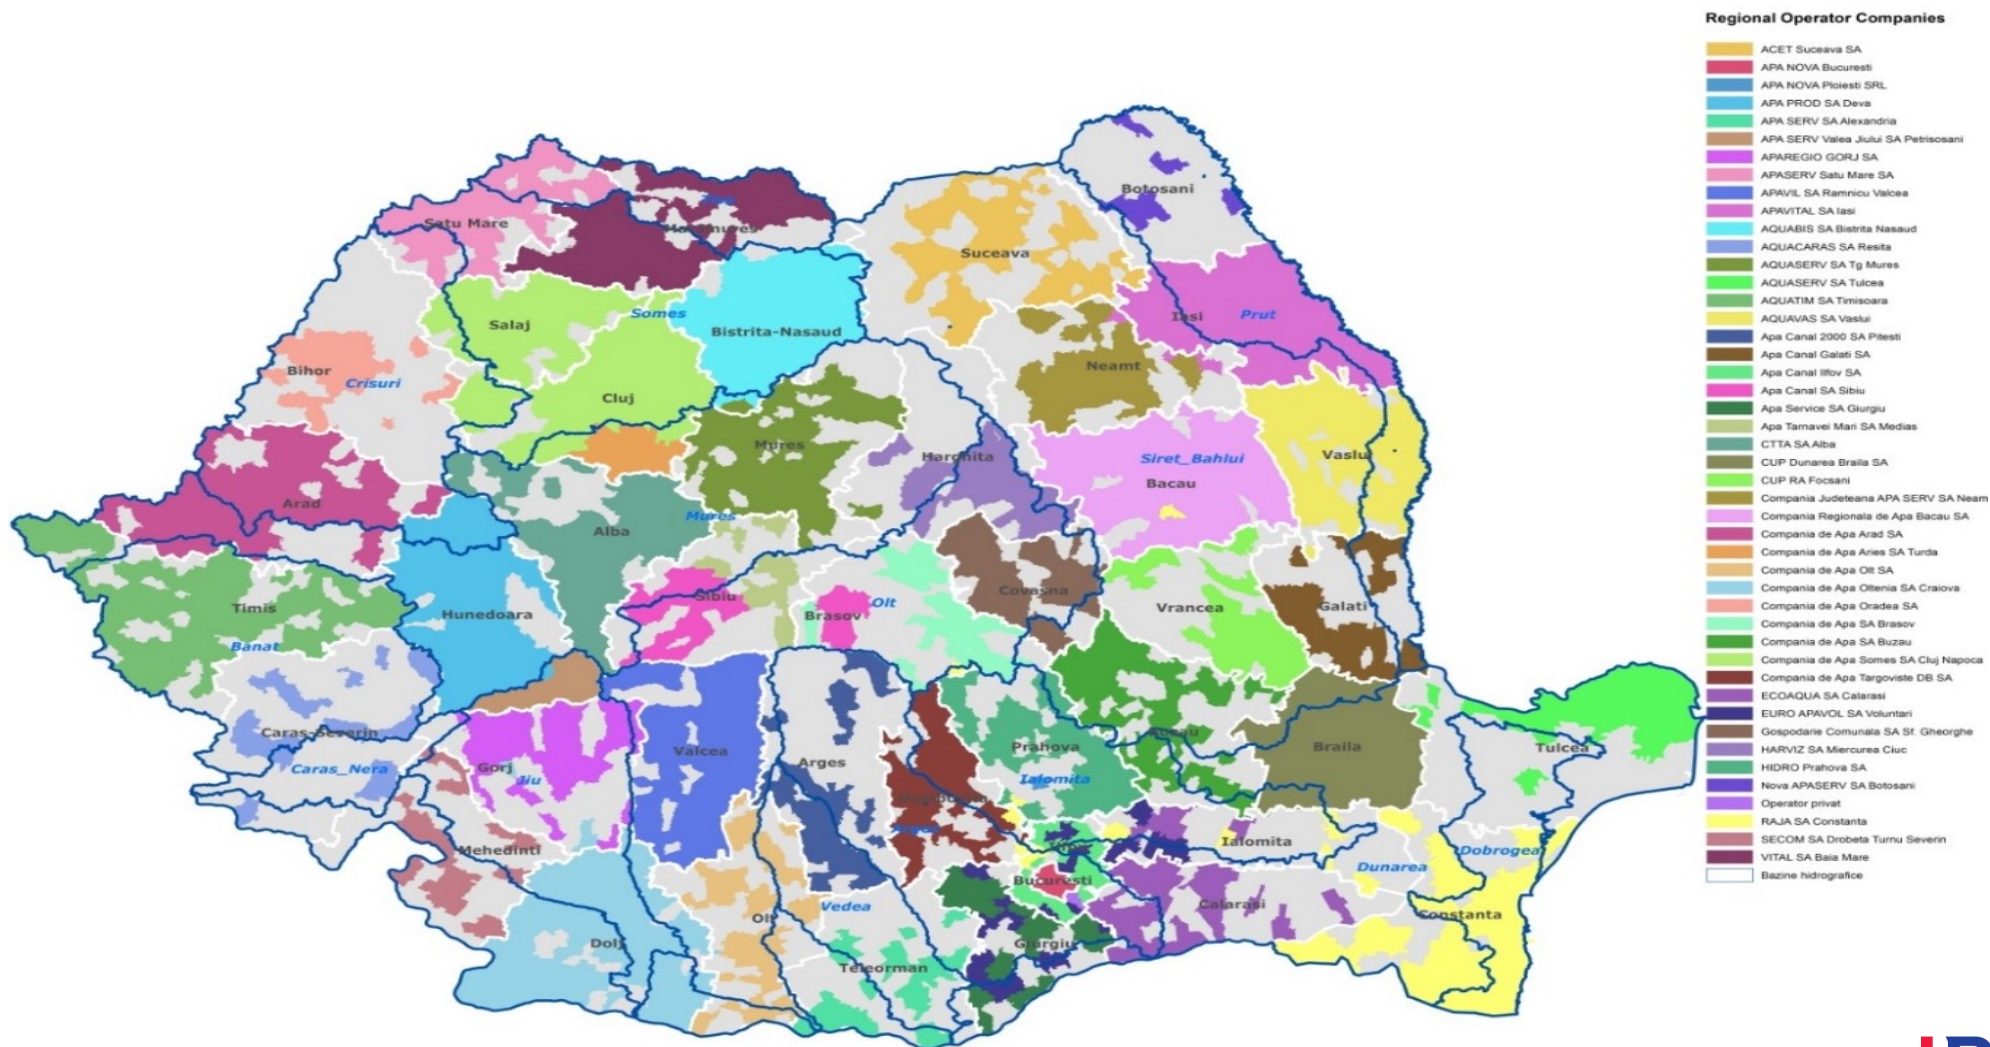 Regional Operator Companies
ACET Suceava SA
APA NOVA Bucuresti
APA NOVA Ploiesti SRL
APA PROD SA Deva
APA SERV SA Alexandria
APA SERV Valea Jiului SA Petrisosani
APAREGIO GORJ SA
APASERV Satu Mare SA
APAVIL SA Ramnicu Valcea
APAVITAL SA Iasi
AQUABIS SA Bistrita Nasaud
AQUACARAS SA Resita
AQUASERV SA Tg Mures
AQUASERV SA Tulcea
AQUATIM SA Timisoara
AQUAVAS SA Vaslui
Apa Canal 2000 SA Pitesti
Apa Canal Galati SA
Apa Canal Ilfov SA
Apa Canal SA Sibiu
Apa Service SA Giurgiu
Apa Tarnavei Mari SA Medias
CTTA SA Alba
CUP Dunarea Braila SA
CUP RA Focsani
Compania Judeteana APA SERV SA Neam
Compania Regionala de Apa Bacau SA
Compania de Apa Arad SA
Compania de Apa Aries SA Turda
Compania de Apa Olt SA
Compania de Apa Oltenia SA Craiova
Compania de Apa Oradea SA
Compania de Apa SA Brasov
Compania de Apa SA Buzau
Compania de Apa Somes SA Cluj Napoca
Compania de Apa Targoviste DB SA
ECOAQUA SA Calarasi
EURO APAVOL SA Voluntari
Gospodarie Comunala SA Sf. Gheorghe
HARVIZ SA Miercurea Ciuc
HIDRO Prahova SA
Nova APASERV SA Botosani
Operator privat
RAJA SA Constanta
SECOM SA Drobeta Turnu Severin
VITAL SA Baia Mare
Bazine hidrografice
Botosani
Satu Mare
Suceava
Salaj
Somes
Bistrita-Nasaud
Iasi
Prut
Bihor
Crisuri
Neamt
Cluj
Mures
Harghita
Siret_Bahlui
Bacau
Vaslui
Arad
Alba
Mures
Timis
Hunedoara
Sibiu
Brasov
Olt
Covasna
Vrancea
Galati
Banat
Caras-Severin
Valcea
Arges
Prahova
Buzau
Braila
Tulcea
Caras_Nera
Gorj
Jiu
Ialomita
Mehedinti
Ialomita
Dobrogea
Dunarea
Bucuresti
Calarasi
Constanta
Olt
Vedea
Dolj
Giurgiu
Teleorman